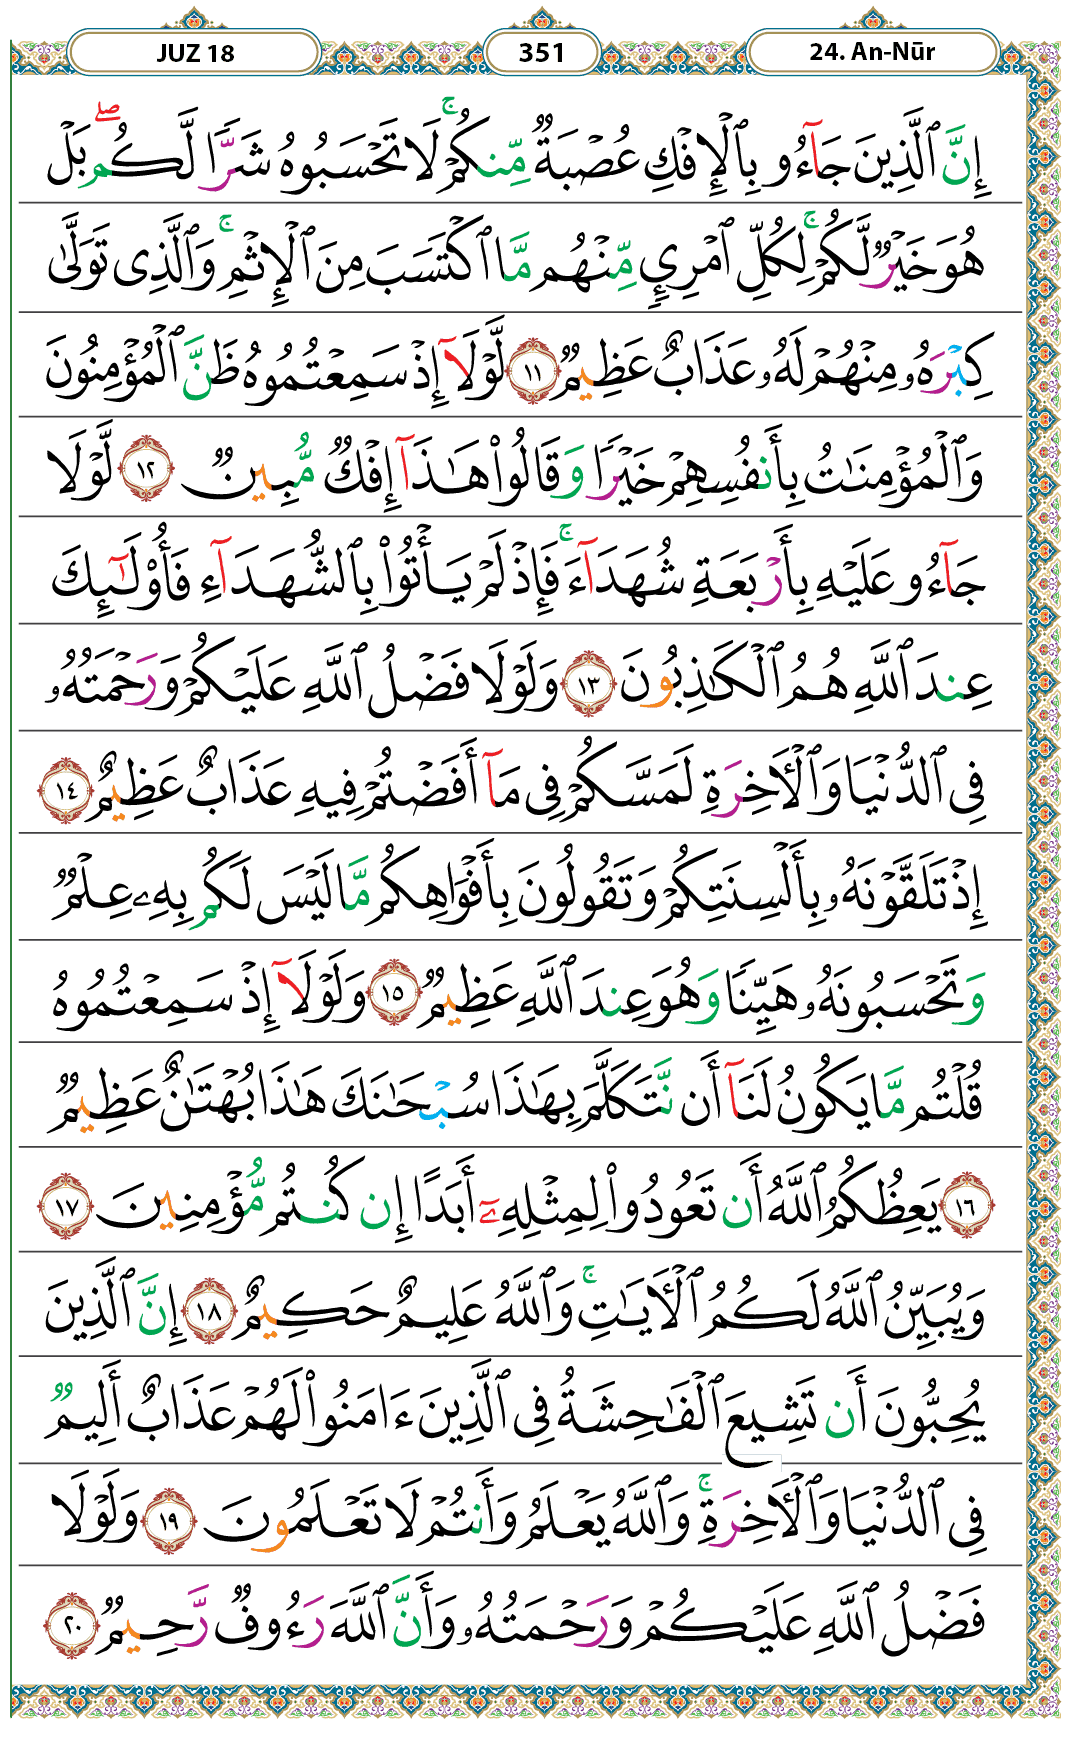 JUZ 18
351
24. An-Nūr
إِنَّ ٱلَّذِينَ جَآءُو بِٱلْإِفْكِ عُصْبَةٌ مِّنكُمْ ۚ لَا تَحْسَبُوهُ شَرًّا لَّكُم ۖ بَلْ
هُوَ خَيْرٌ لَّكُمْ ۚ لِكُلِّ ٱمْرِئٍ مِّنْهُم مَّا ٱكْتَسَبَ مِنَ ٱلْإِثْمِ ۚ وَٱلَّذِى تَوَلَّىٰ
كِبْرَهُۥ مِنْهُمْ لَهُۥ عَذَابٌ عَظِيمٌ ١١ لَّوْلَآ إِذْ سَمِعْتُمُوهُ ظَنَّ ٱلْمُؤْمِنُونَ
وَٱلْمُؤْمِنَـٰتُ بِأَنفُسِهِمْ خَيْرًا وَقَالُوا۟ هَـٰذَآ إِفْكٌ مُّبِينٌ ١٢ لَّوْلَا
جَآءُو عَلَيْهِ بِأَرْبَعَةِ شُهَدَآءَ ۚ فَإِذْ لَمْ يَأْتُوا۟ بِٱلشُّهَدَآءِ فَأُو۟لَـٰٓئِكَ
عِندَ ٱللَّهِ هُمُ ٱلْكَـٰذِبُونَ ١٣ وَلَوْلَا فَضْلُ ٱللَّهِ عَلَيْكُمْ وَرَحْمَتُهُۥ
فِى ٱلدُّنْيَا وَٱلْـَٔاخِرَةِ لَمَسَّكُمْ فِى مَآ أَفَضْتُمْ فِيهِ عَذَابٌ عَظِيمٌ ١٤
إِذْ تَلَقَّوْنَهُۥ بِأَلْسِنَتِكُمْ وَتَقُولُونَ بِأَفْوَاهِكُم مَّا لَيْسَ لَكُم بِهِۦ عِلْمٌ
وَتَحْسَبُونَهُۥ هَيِّنًا وَهُوَ عِندَ ٱللَّهِ عَظِيمٌ ١٥ وَلَوْلَآ إِذْ سَمِعْتُمُوهُ
قُلْتُم مَّا يَكُونُ لَنَآ أَن نَّتَكَلَّمَ بِهَـٰذَا سُبْحَـٰنَكَ هَـٰذَا بُهْتَـٰنٌ عَظِيمٌ
١٦ يَعِظُكُمُ ٱللَّهُ أَن تَعُودُوا۟ لِمِثْلِهِۦٓ أَبَدًا إِن كُنتُم مُّؤْمِنِينَ ١٧
وَيُبَيِّنُ ٱللَّهُ لَكُمُ ٱلْـَٔايَـٰتِ ۚ وَٱللَّهُ عَلِيمٌ حَكِيمٌ ١٨ إِنَّ ٱلَّذِينَ
يُحِبُّونَ أَن تَشِيعَ ٱلْفَـٰحِشَةُ فِى ٱلَّذِينَ ءَامَنُوا۟ لَهُمْ عَذَابٌ أَلِيمٌ
فِى ٱلدُّنْيَا وَٱلْـَٔاخِرَةِ ۚ وَٱللَّهُ يَعْلَمُ وَأَنتُمْ لَا تَعْلَمُونَ ١٩ وَلَوْلَا
فَضْلُ ٱللَّهِ عَلَيْكُمْ وَرَحْمَتُهُۥ وَأَنَّ ٱللَّهَ رَءُوفٌ رَّحِيمٌ ٢٠